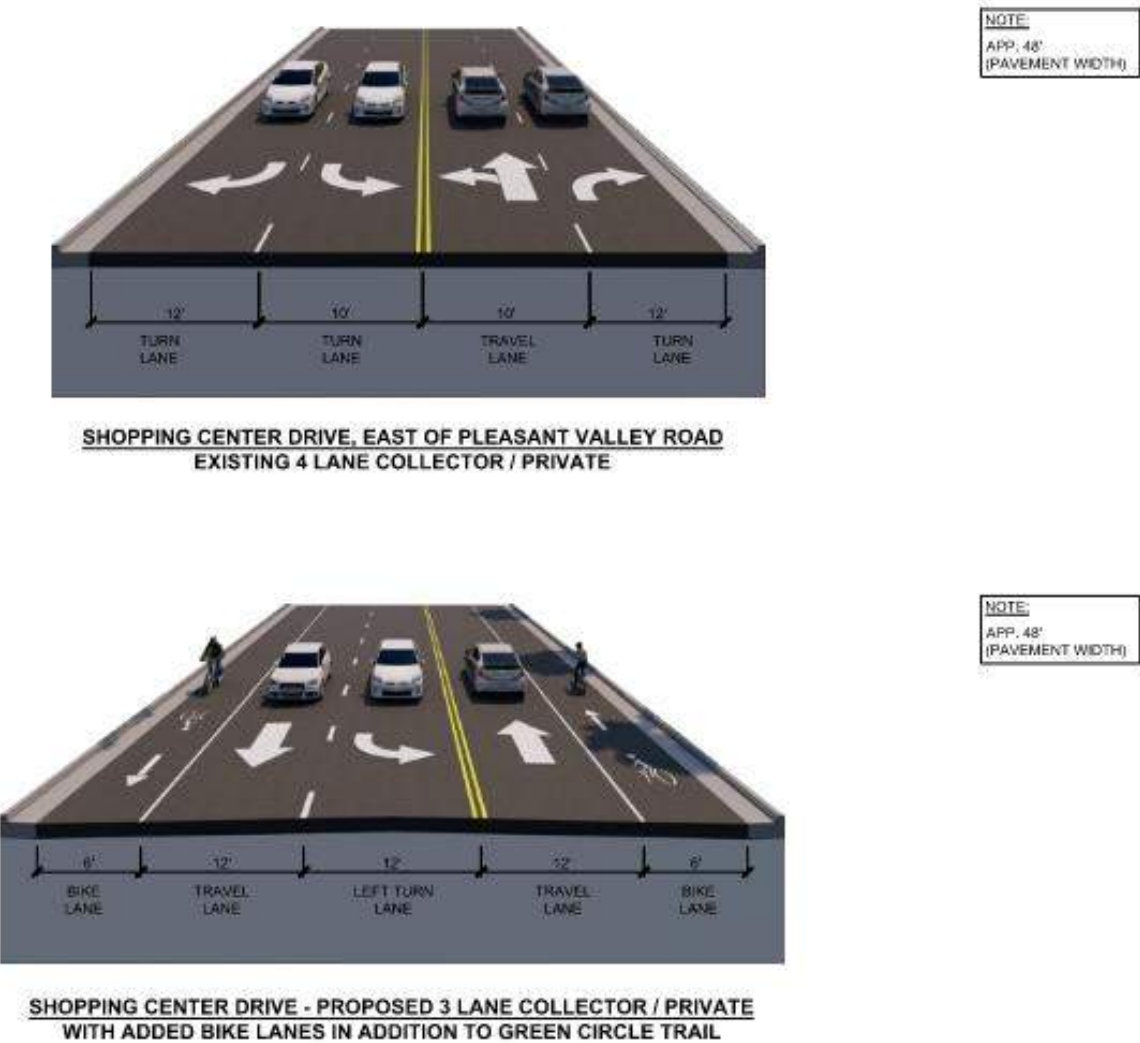 NOTE:
APP. 48'
(PAVEMENT WIDTH)
12' 10' 10' 12'
TURN LANE TURN LANE TRAVEL LANE TURN LANE
SHOPPING CENTER DRIVE, EAST OF PLEASANT VALLEY ROAD
EXISTING 4 LANE COLLECTOR / PRIVATE
NOTE:
APP. 48'
(PAVEMENT WIDTH)
6' 12' 12' 12' 6'
BIKE LANE TRAVEL LANE LEFT TURN LANE TRAVEL LANE BIKE LANE
SHOPPING CENTER DRIVE - PROPOSED 3 LANE COLLECTOR / PRIVATE
WITH ADDED BIKE LANES IN ADDITION TO GREEN CIRCLE TRAIL